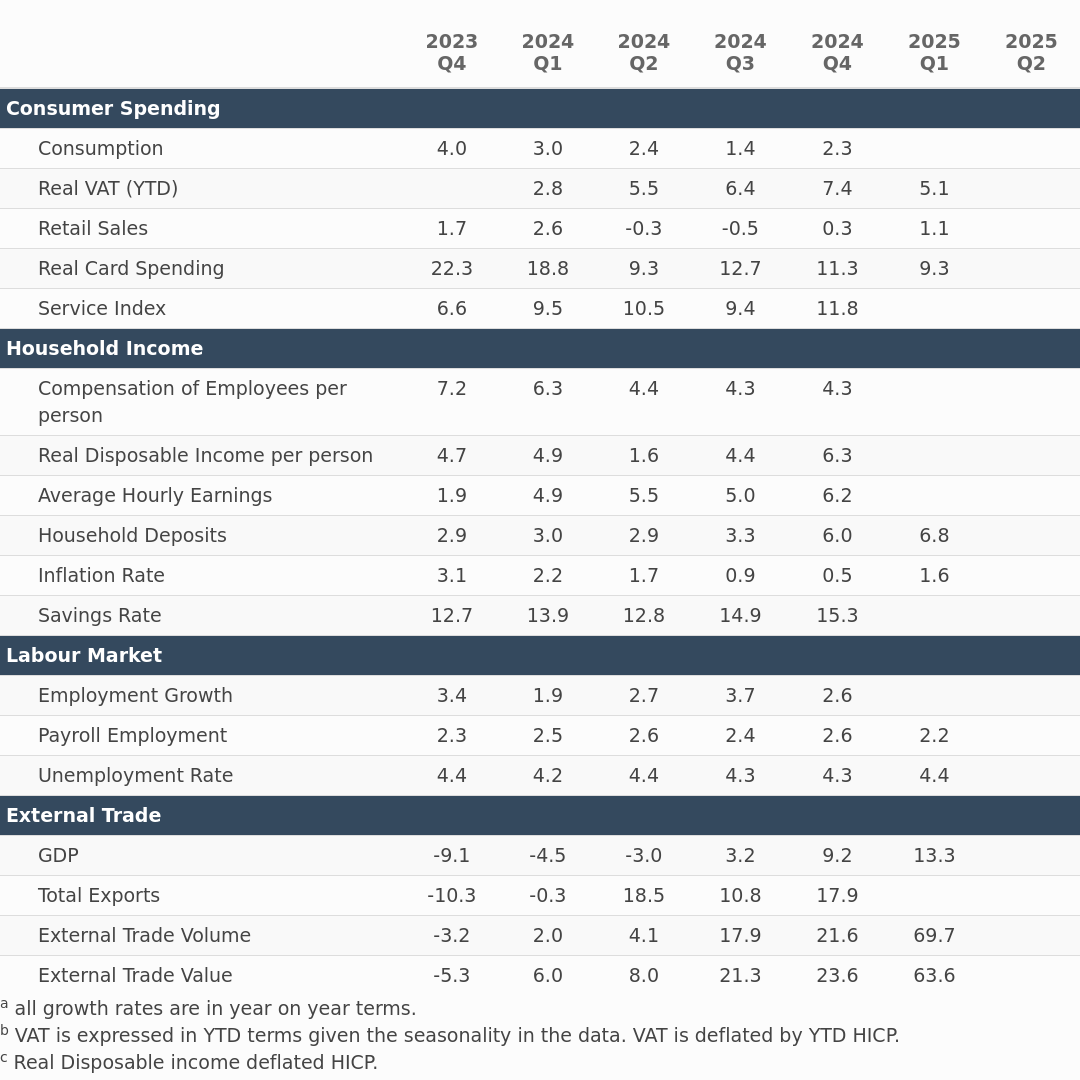 2023 2024 2024 2024 2024 2025 2025
Q4 Q1 Q2 Q3 Q4 Q1 Q2
Consumer Spending
Consumption 4.0 3.0 2.4 1.4 2.3
Real VAT (YTD) 2.8 5.5 6.4 7.4 5.1
Retail Sales 1.7 2.6 -0.3 -0.5 0.3 1.1
Real Card Spending 22.3 18.8 9.3 12.7 11.3 9.3
Service Index 6.6 9.5 10.5 9.4 11.8
Household Income
Compensation of Employees per 7.2 6.3 4.4 4.3 4.3
person
Real Disposable Income per person 4.7 4.9 1.6 4.4 6.3
Average Hourly Earnings 1.9 4.9 5.5 5.0 6.2
Household Deposits 2.9 3.0 2.9 3.3 6.0 6.8
Inflation Rate 3.1 2.2 1.7 0.9 0.5 1.6
Savings Rate 12.7 13.9 12.8 14.9 15.3
Labour Market
Employment Growth 3.4 1.9 2.7 3.7 2.6
Payroll Employment 2.3 2.5 2.6 2.4 2.6 2.2
Unemployment Rate 4.4 4.2 4.4 4.3 4.3 4.4
External Trade
GDP -9.1 -4.5 -3.0 3.2 9.2 13.3
Total Exports -10.3 -0.3 18.5 10.8 17.9
External Trade Volume -3.2 2.0 4.1 17.9 21.6 69.7
External Trade Value -5.3 6.0 8.0 21.3 23.6 63.6
a all growth rates are in year on year terms.
b VAT is expressed in YTD terms given the seasonality in the data. VAT is deflated by YTD HICP.
c Real Disposable income deflated HICP.